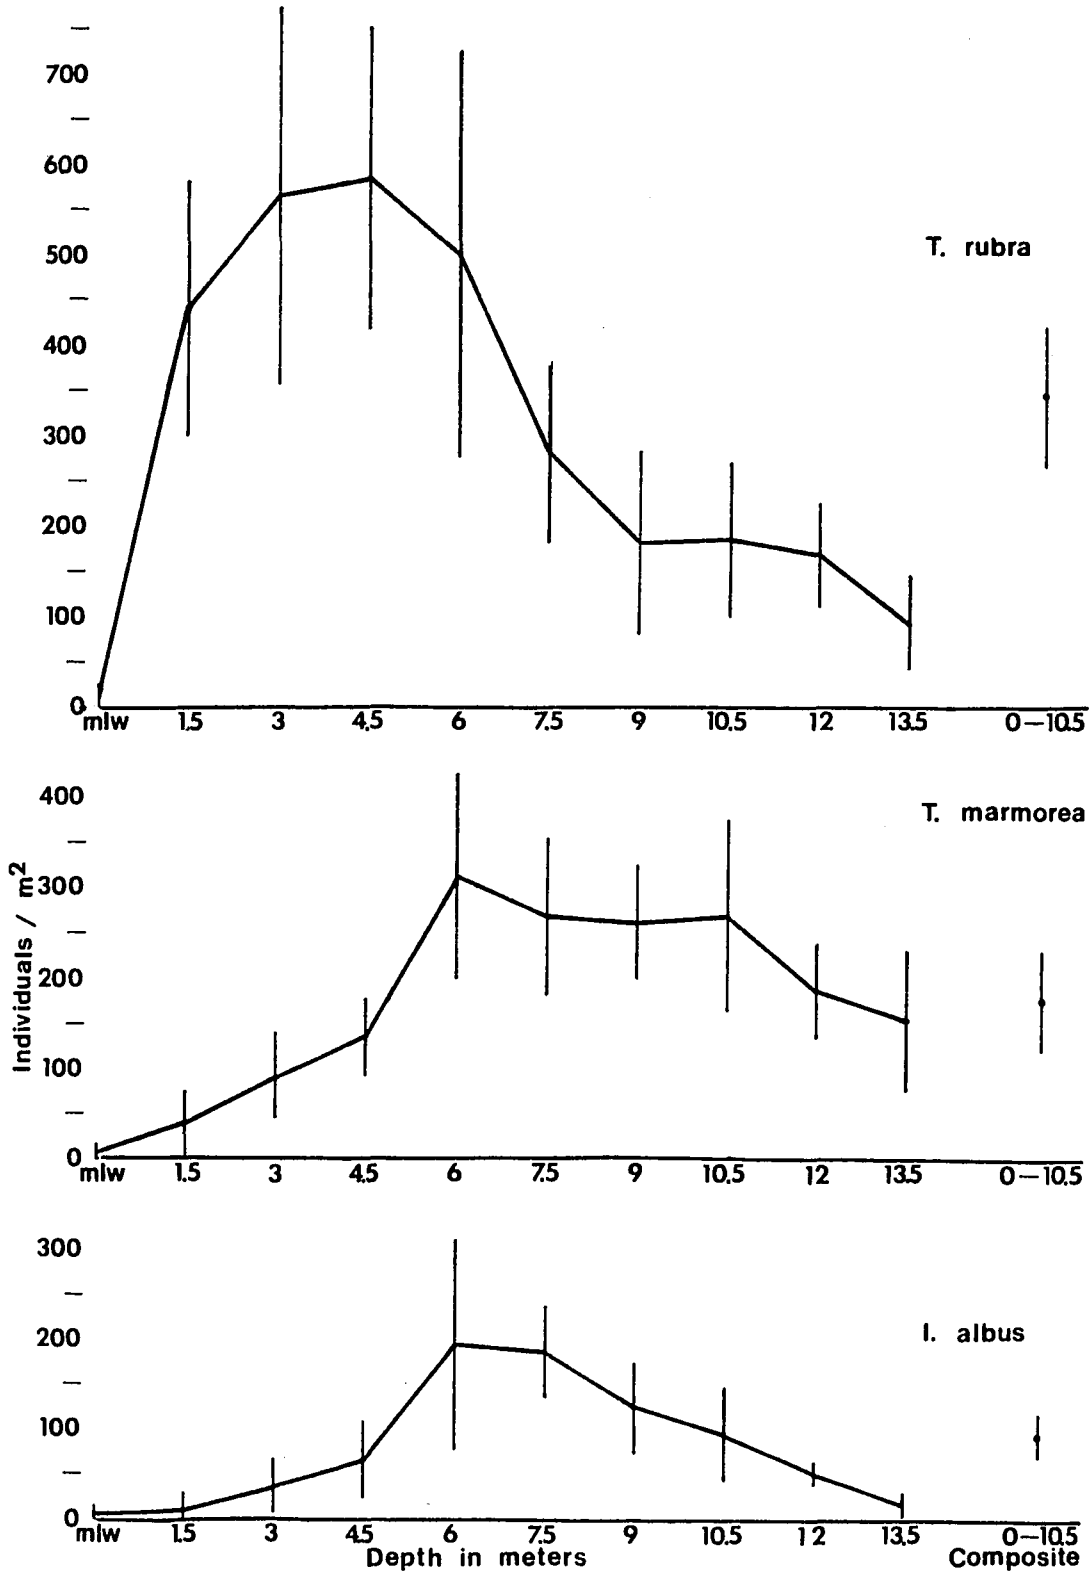 700
600
500
T. rubra
400
300
200
100
0
mlw 1.5 3 4.5 6 7.5 9 10.5 12 13.5 0-10.5
400
T. marmorea
300
200
100
0
Individuals / m²
mlw 1.5 3 4.5 6 7.5 9 10.5 12 13.5 0-10.5
300
200
I. albus
100
0
mlw 1.5 3 4.5 6 7.5 9 10.5 12 13.5 0-10.5
Depth in meters Composite